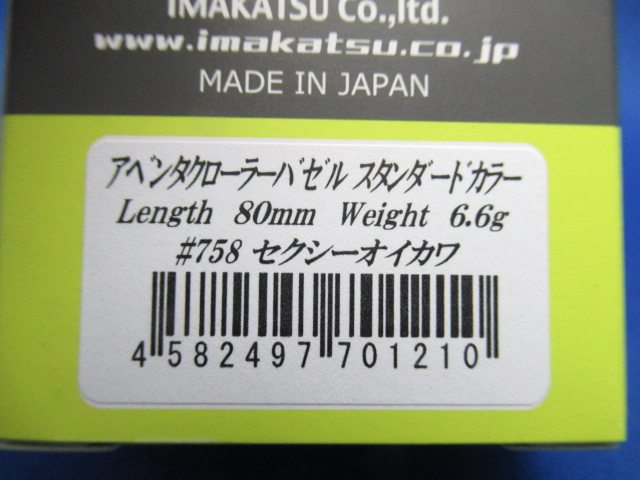 IMAKATSU Co.,ltd.
www.imakatsu.co.jp
MADE IN JAPAN
アベンタクローラーバゼル スタンダードカラー
Length 80mm Weight 6.6g
#758 セクシーオイカワ
4 582497 701210